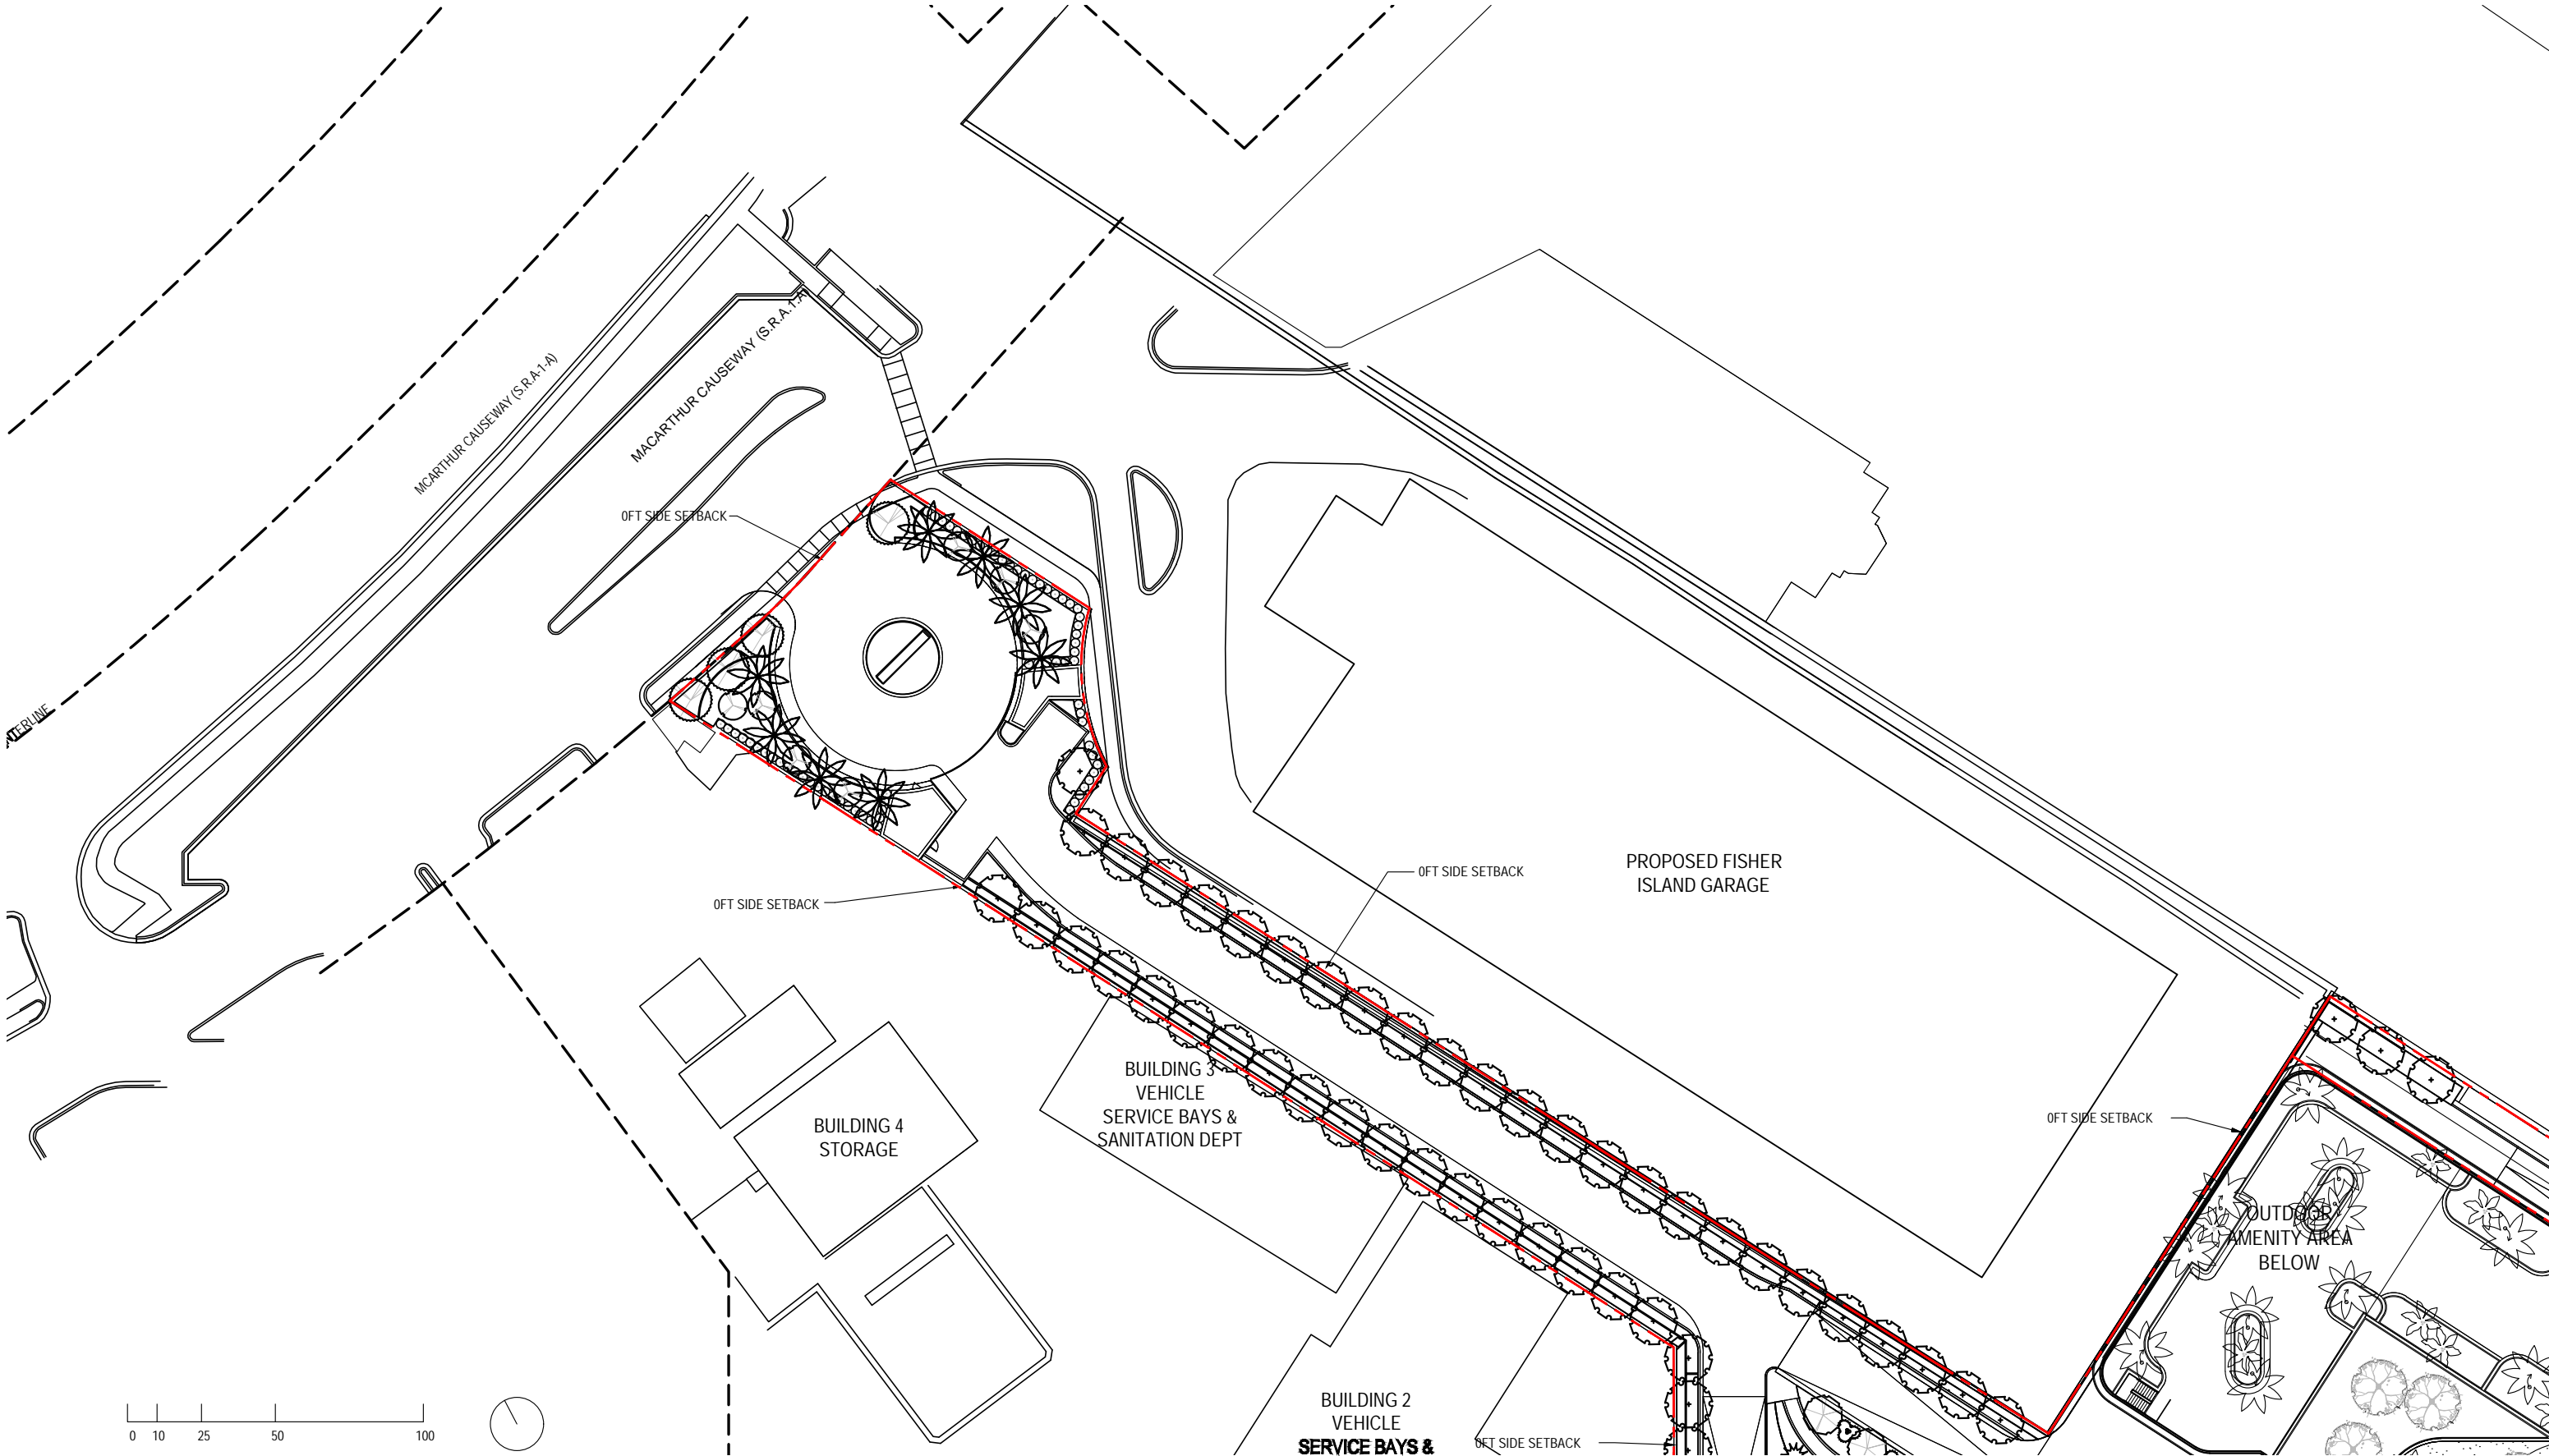 MCARTHUR CAUSEWAY (S.R.A-1-A)
MACARTHUR CAUSEWAY (S.R.A.1.A)
0FT SIDE SETBACK
0FT SIDE SETBACK
0FT SIDE SETBACK
PROPOSED FISHER
ISLAND GARAGE
BUILDING 3
VEHICLE
SERVICE BAYS &
SANITATION DEPT
BUILDING 4
STORAGE
0FT SIDE SETBACK
OUTDOOR
AMENITY AREA
BELOW
BUILDING 2
VEHICLE
SERVICE BAYS &
0FT SIDE SETBACK
0 10 25 50 100